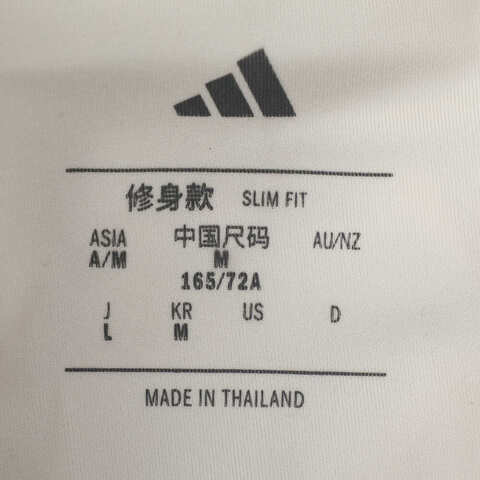 修身款 SLIM FIT
ASIA 中国尺码 AU/NZ
A/M M
165/72A
J KR US D
L M
MADE IN THAILAND